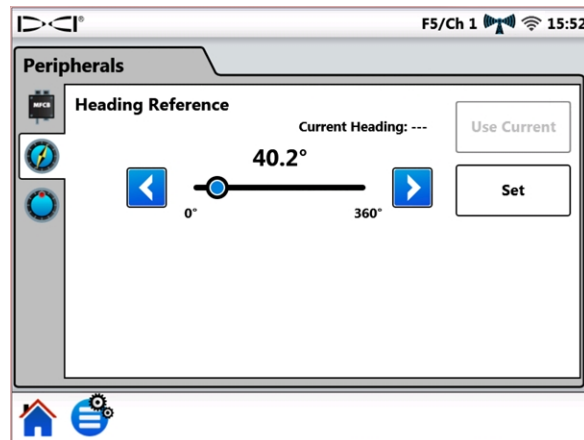 DCI®
F5/Ch 1 15:52
Peripherals
MFCB
Heading Reference
Current Heading: ---
Use Current
40.2°
Set
0°
360°